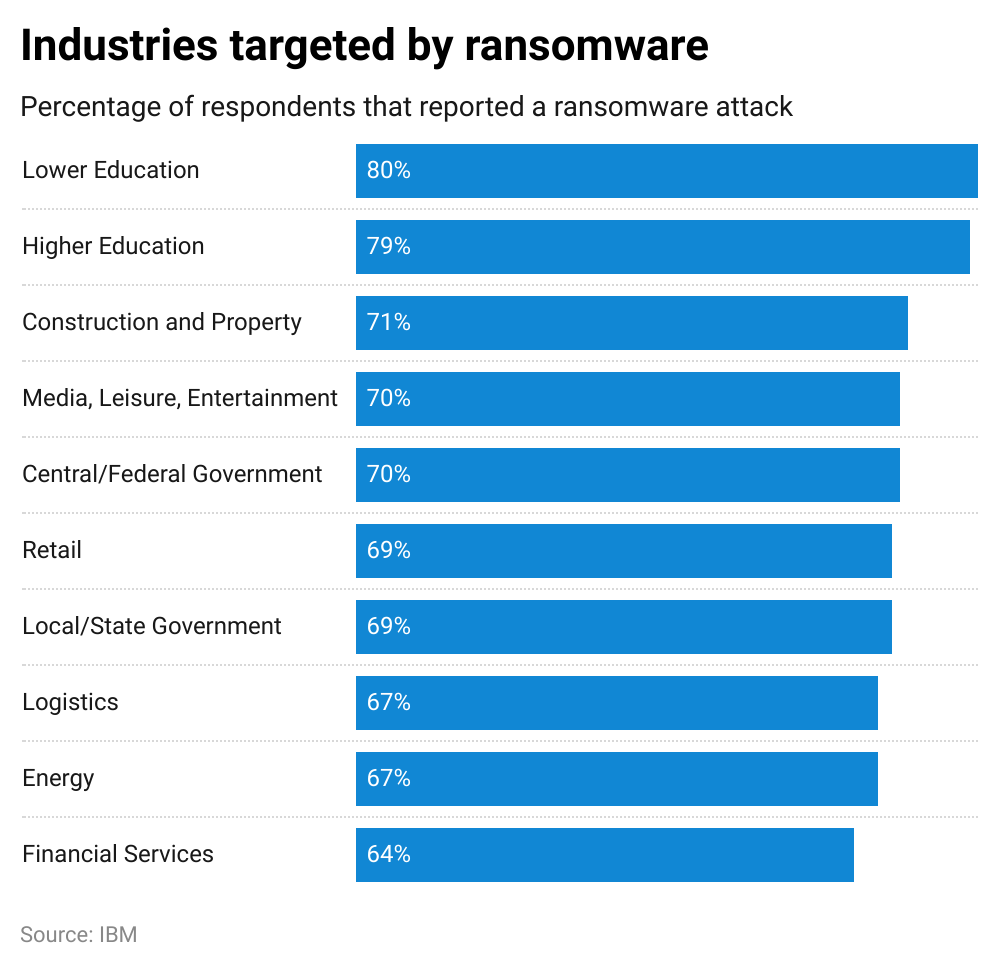 Industries targeted by ransomware
Percentage of respondents that reported a ransomware attack
Lower Education 80%
Higher Education 79%
Construction and Property 71%
Media, Leisure, Entertainment 70%
Central/Federal Government 70%
Retail 69%
Local/State Government 69%
Logistics 67%
Energy 67%
Financial Services 64%
Source: IBM